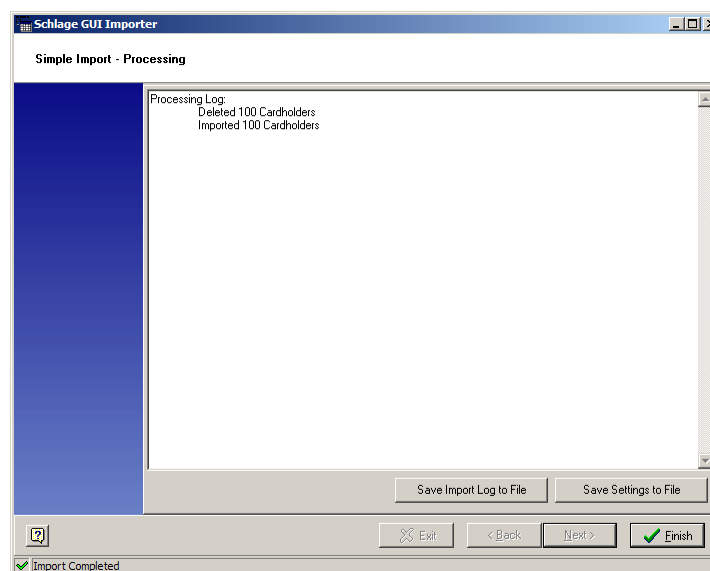 Schlage GUI Importer
Simple Import - Processing
Processing Log:
Deleted 100 Cardholders
Imported 100 Cardholders
Save Import Log to File
Save Settings to File
Exit
< Back
Next >
Finish
Import Completed